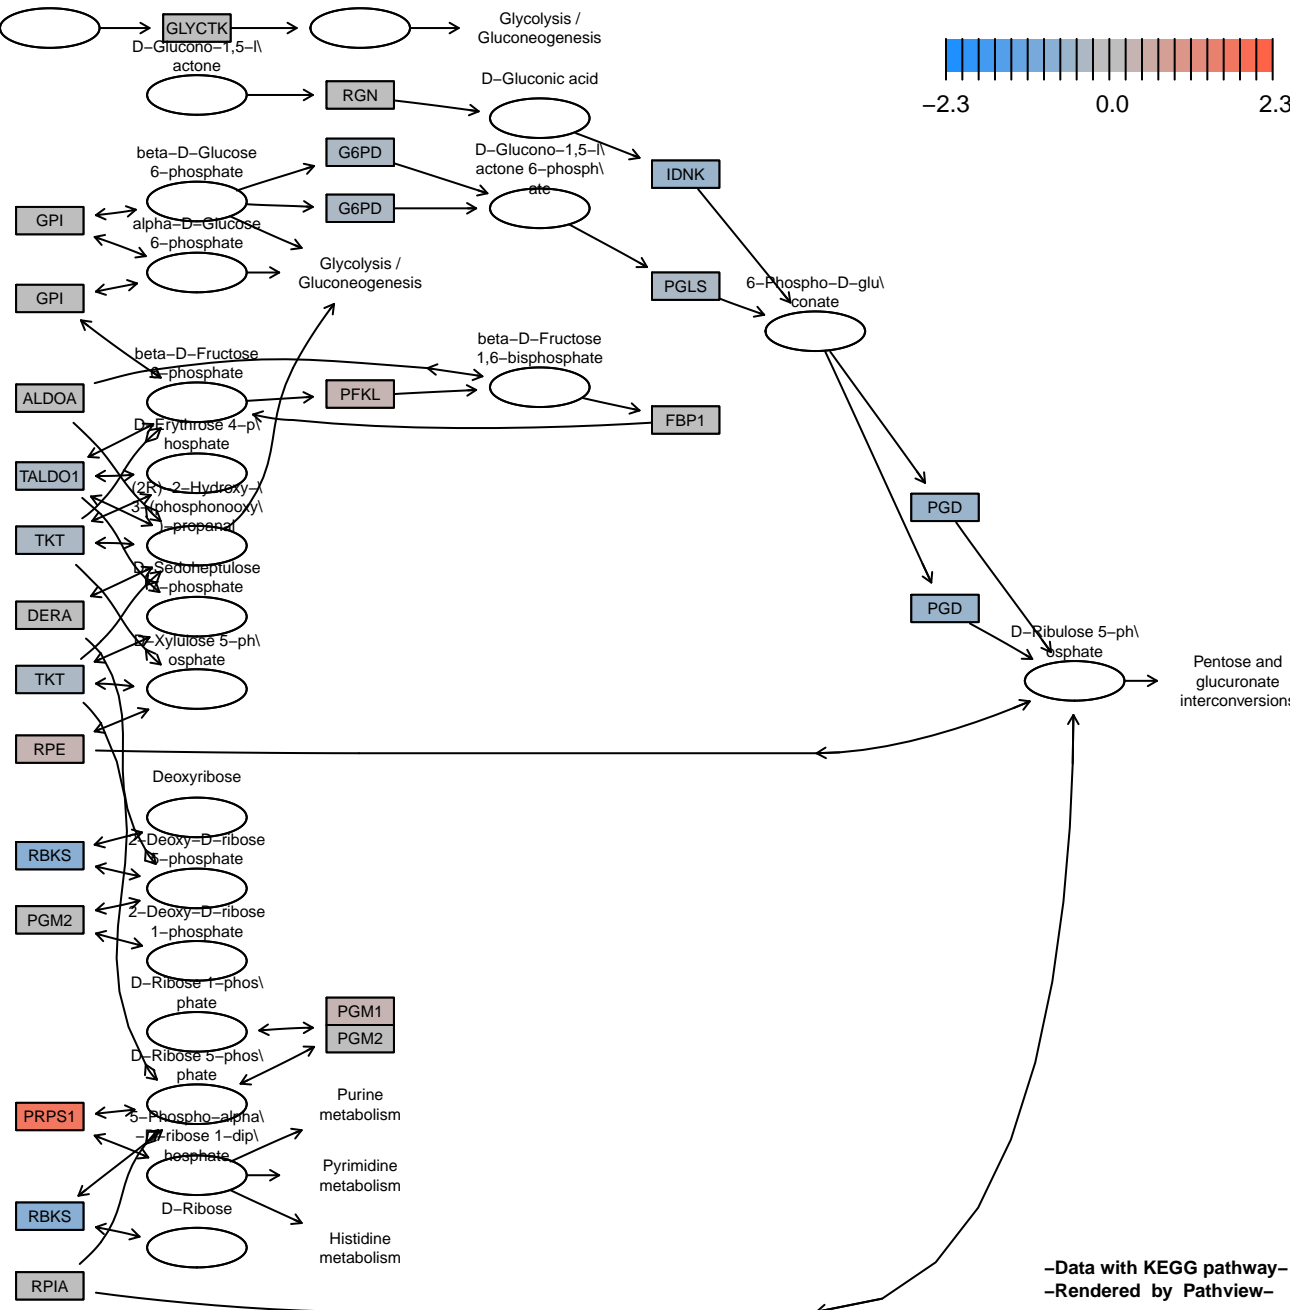 GLYCTK
Glycolysis /
Gluconeogenesis
−2.3 0.0 2.3
D−Glucono−1,5−l\
actone
RGN
D−Gluconic acid
beta−D−Glucose
6−phosphate
G6PD
D−Glucono−1,5−l\
actone 6−phosph\
ate
IDNK
GPI
G6PD
alpha−D−Glucose
6−phosphate
Glycolysis /
Gluconeogenesis
PGLS
6−Phospho−D−glu\
conate
GPI
beta−D−Fructose
6−phosphate
beta−D−Fructose
1,6−bisphosphate
ALDOA
PFKL
FBP1
D−Erythrose 4−p\
hosphate
TALDO1
(2R)−2−Hydroxy−\
3−(phosphonooxy\
)−propanal
PGD
TKT
D−Sedoheptulose
7−phosphate
DERA
PGD
D−Xylulose 5−ph\
osphate
D−Ribulose 5−ph\
osphate
TKT
Pentose and
glucuronate
interconversions
RPE
Deoxyribose
RBKS
2−Deoxy−D−ribose
5−phosphate
PGM2
2−Deoxy−D−ribose
1−phosphate
D−Ribose 1−phos\
phate
PGM1
PGM2
D−Ribose 5−phos\
phate
PRPS1
5−Phospho−alpha\
−D−ribose 1−dip\
hosphate
Purine
metabolism
Pyrimidine
metabolism
RBKS
D−Ribose
Histidine
metabolism
RPIA
−Data with KEGG pathway−
−Rendered by Pathview−